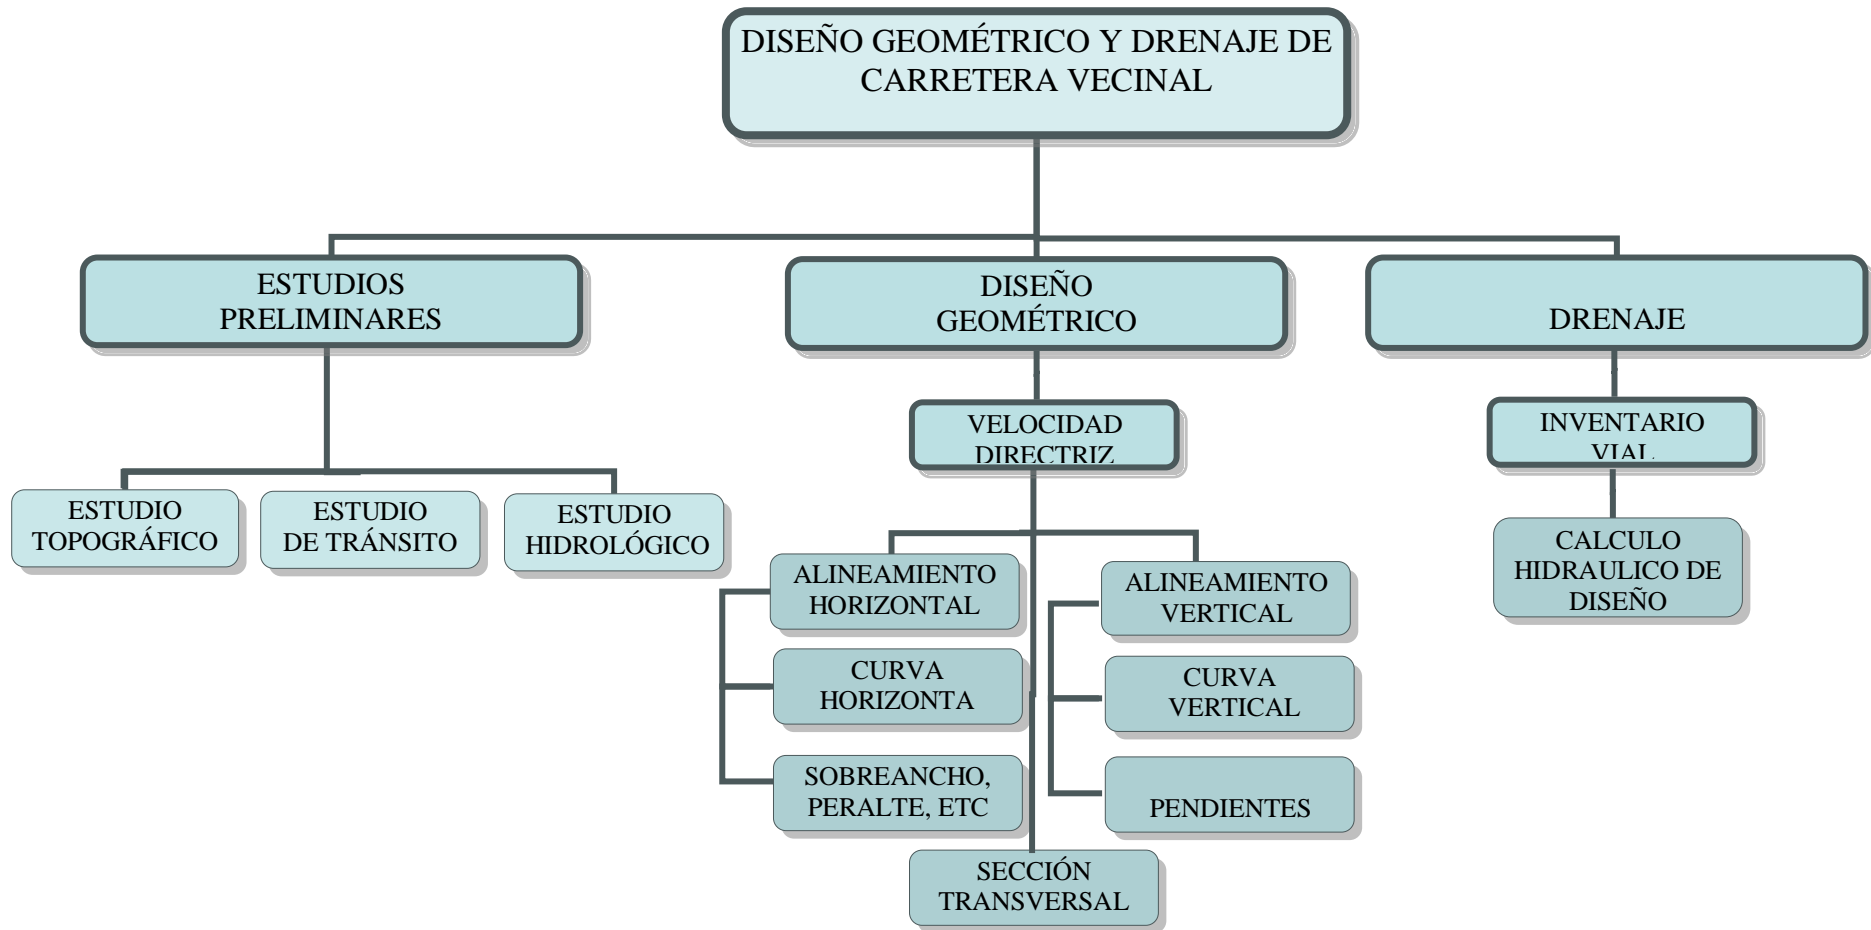 DISEÑO GEOMÉTRICO Y DRENAJE DE
CARRETERA VECINAL
ESTUDIOS
PRELIMINARES
DISEÑO
GEOMÉTRICO
DRENAJE
VELOCIDAD
DIRECTRIZ
INVENTARIO
VIAL
ESTUDIO
TOPOGRÁFICO
ESTUDIO
DE TRÁNSITO
ESTUDIO
HIDROLÓGICO
ALINEAMIENTO
HORIZONTAL
ALINEAMIENTO
VERTICAL
CALCULO
HIDRAULICO DE
DISEÑO
CURVA
HORIZONTA
CURVA
VERTICAL
SOBREANCHO,
PERALTE, ETC
PENDIENTES
SECCIÓN
TRANSVERSAL